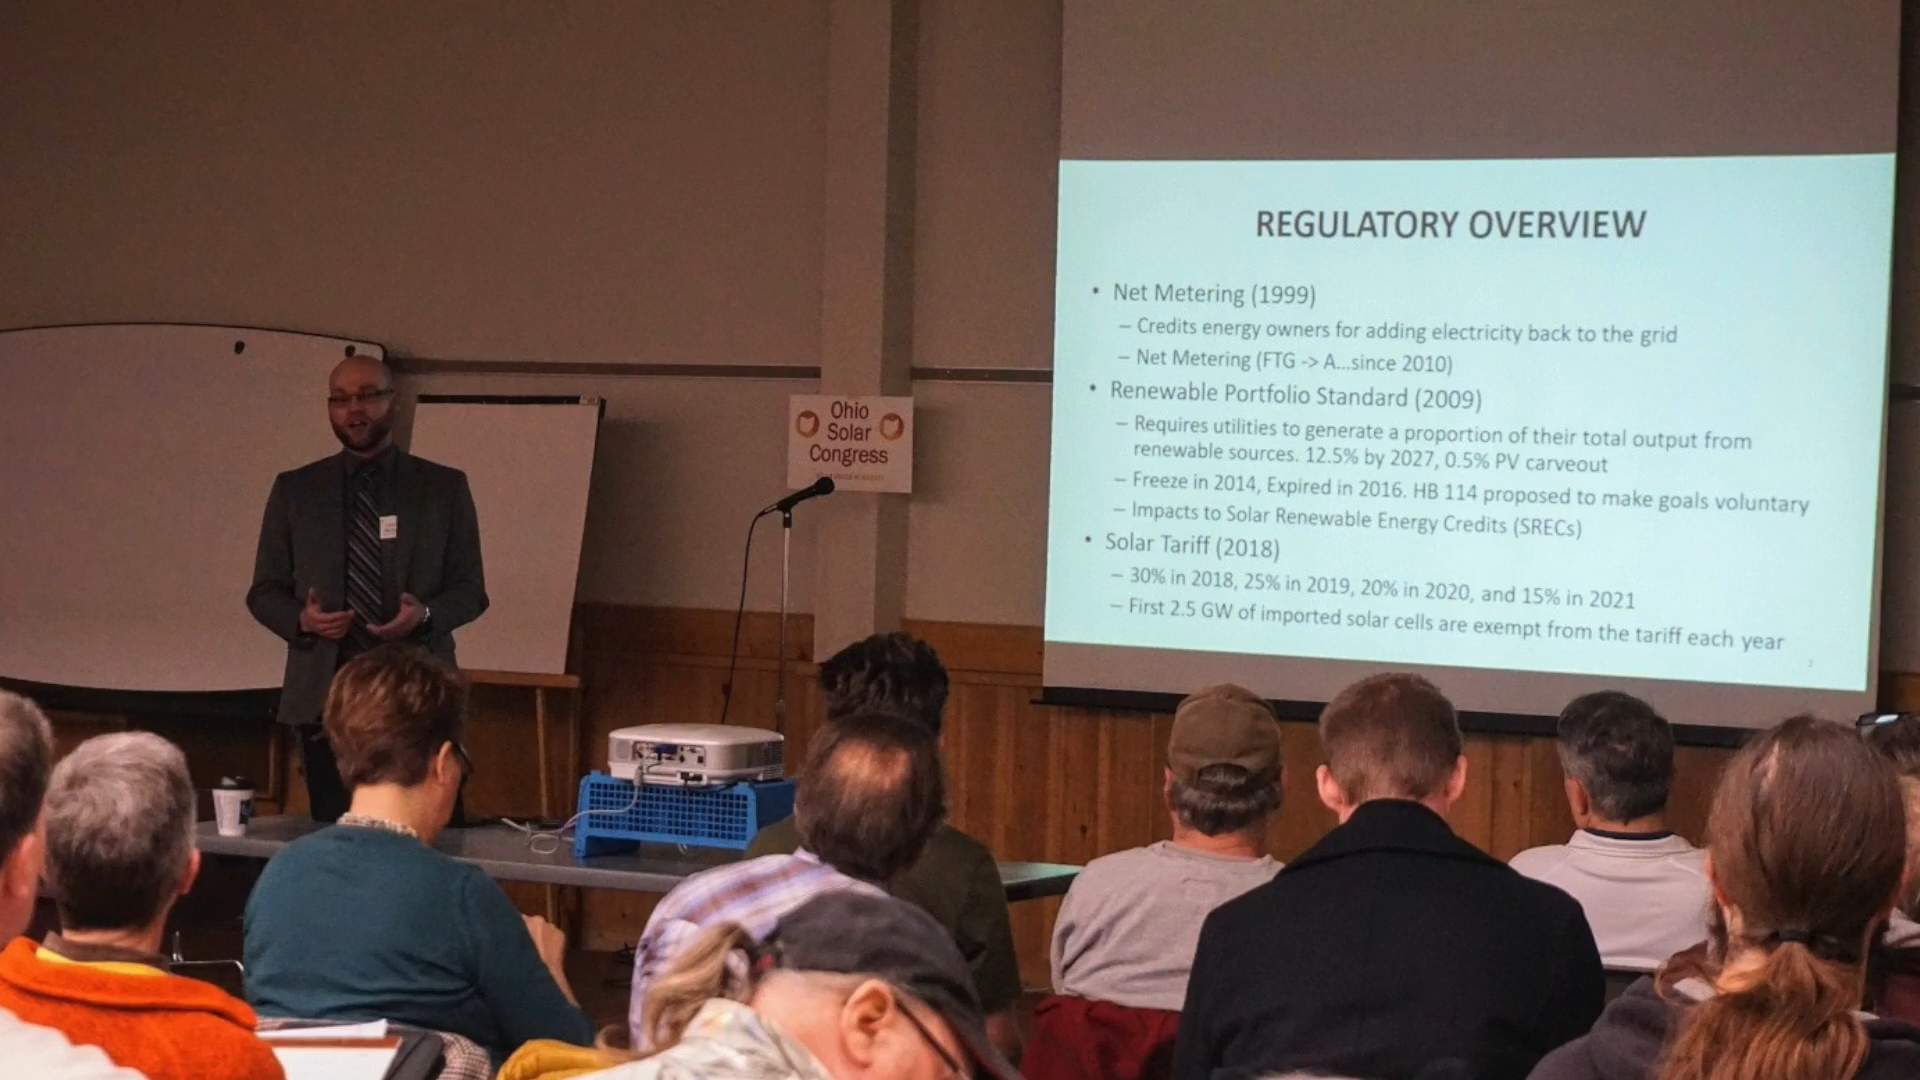 Ohio
Solar
Congress
REGULATORY OVERVIEW
• Net Metering (1999)
– Credits energy owners for adding electricity back to the grid
– Net Metering (FTG -> A...since 2010)
• Renewable Portfolio Standard (2009)
– Requires utilities to generate a proportion of their total output from
renewable sources. 12.5% by 2027, 0.5% PV carveout
– Freeze in 2014, Expired in 2016. HB 114 proposed to make goals voluntary
– Impacts to Solar Renewable Energy Credits (SRECs)
• Solar Tariff (2018)
– 30% in 2018, 25% in 2019, 20% in 2020, and 15% in 2021
– First 2.5 GW of imported solar cells are exempt from the tariff each year
2